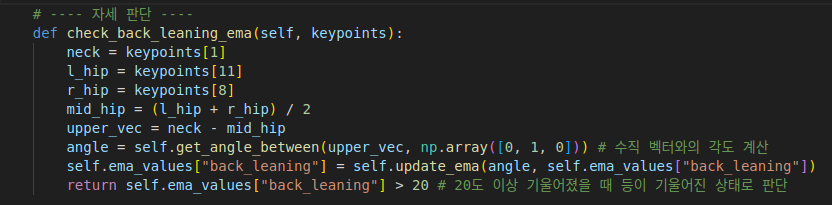 # ---- 자세 판단 ----
def check_back_leaning_ema(self, keypoints):
neck = keypoints[1]
l_hip = keypoints[11]
r_hip = keypoints[8]
mid_hip = (l_hip + r_hip) / 2
upper_vec = neck - mid_hip
angle = self.get_angle_between(upper_vec, np.array([0, 1, 0])) # 수직 벡터와의 각도 계산
self.ema_values["back_leaning"] = self.update_ema(angle, self.ema_values["back_leaning"])
return self.ema_values["back_leaning"] > 20 # 20도 이상 기울어졌을 때 등이 기울어진 상태로 판단